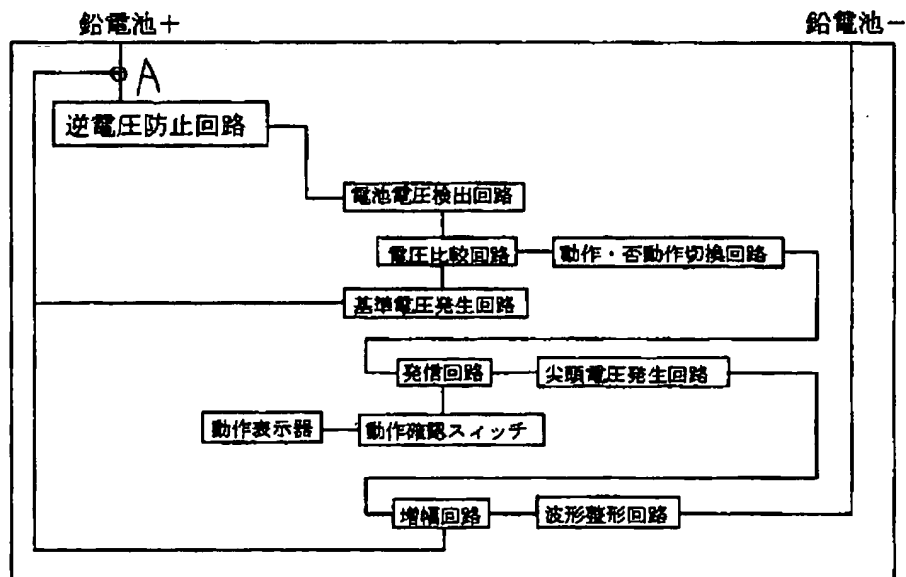 鉛電池＋
鉛電池－
A
逆電圧防止回路
電池電圧検出回路
電圧比較回路
動作・否動作切換回路
基準電圧発生回路
発信回路
尖頭電圧発生回路
動作表示器
動作確認スィッチ
増幅回路
波形整形回路